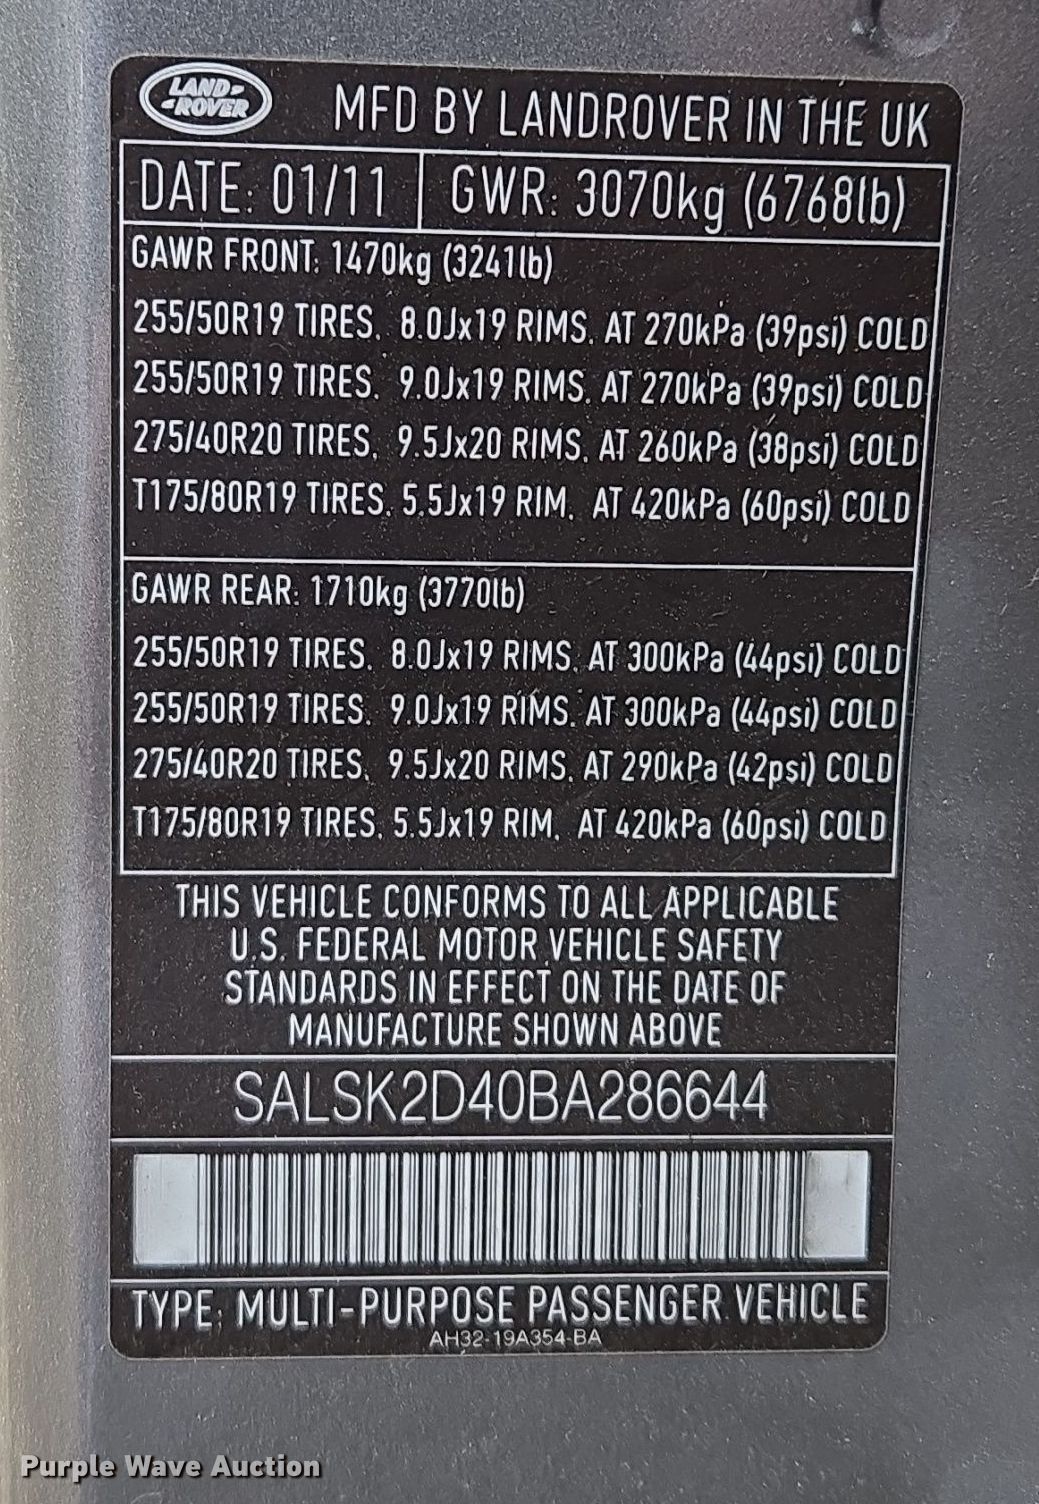 LAND-
-ROVER
MFD BY LANDROVER IN THE UK
DATE: 01/11 GWR: 3070kg (6768lb)
GAWR FRONT: 1470kg (3241lb)
255/50R19 TIRES. 8.0Jx19 RIMS. AT 270kPa (39psi) COLD
255/50R19 TIRES. 9.0Jx19 RIMS. AT 270kPa (39psi) COLD
275/40R20 TIRES. 9.5Jx20 RIMS. AT 260kPa (38psi) COLD
T175/80R19 TIRES. 5.5Jx19 RIM. AT 420kPa (60psi) COLD
GAWR REAR: 1710kg (3770lb)
255/50R19 TIRES. 8.0Jx19 RIMS. AT 300kPa (44psi) COLD
255/50R19 TIRES. 9.0Jx19 RIMS. AT 300kPa (44psi) COLD
275/40R20 TIRES. 9.5Jx20 RIMS. AT 290kPa (42psi) COLD
T175/80R19 TIRES. 5.5Jx19 RIM. AT 420kPa (60psi) COLD
THIS VEHICLE CONFORMS TO ALL APPLICABLE
U.S. FEDERAL MOTOR VEHICLE SAFETY
STANDARDS IN EFFECT ON THE DATE OF
MANUFACTURE SHOWN ABOVE
SALSK2D40BA286644
TYPE: MULTI-PURPOSE PASSENGER VEHICLE
AH32-19A354-BA
Purple Wave Auction